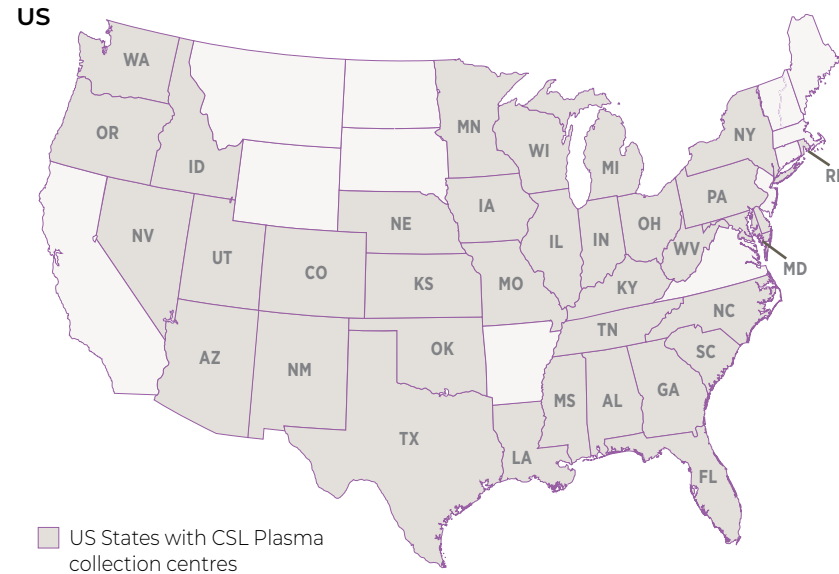 US
WA
OR
ID
MN
WI
MI
NY
RI
PA
MD
NV
UT
CO
NE
IA
IL
IN
OH
WV
KS
MO
KY
AZ
NM
OK
TN
NC
SC
TX
LA
MS
AL
GA
FL
US States with CSL Plasma
collection centres